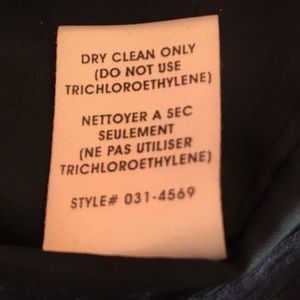 DRY CLEAN ONLY
(DO NOT USE
TRICHLOROETHYLENE)
NETTOYER A SEC
SEULEMENT
(NE PAS UTILISER
TRICHLOROETHYLENE)
STYLE# 031-4569